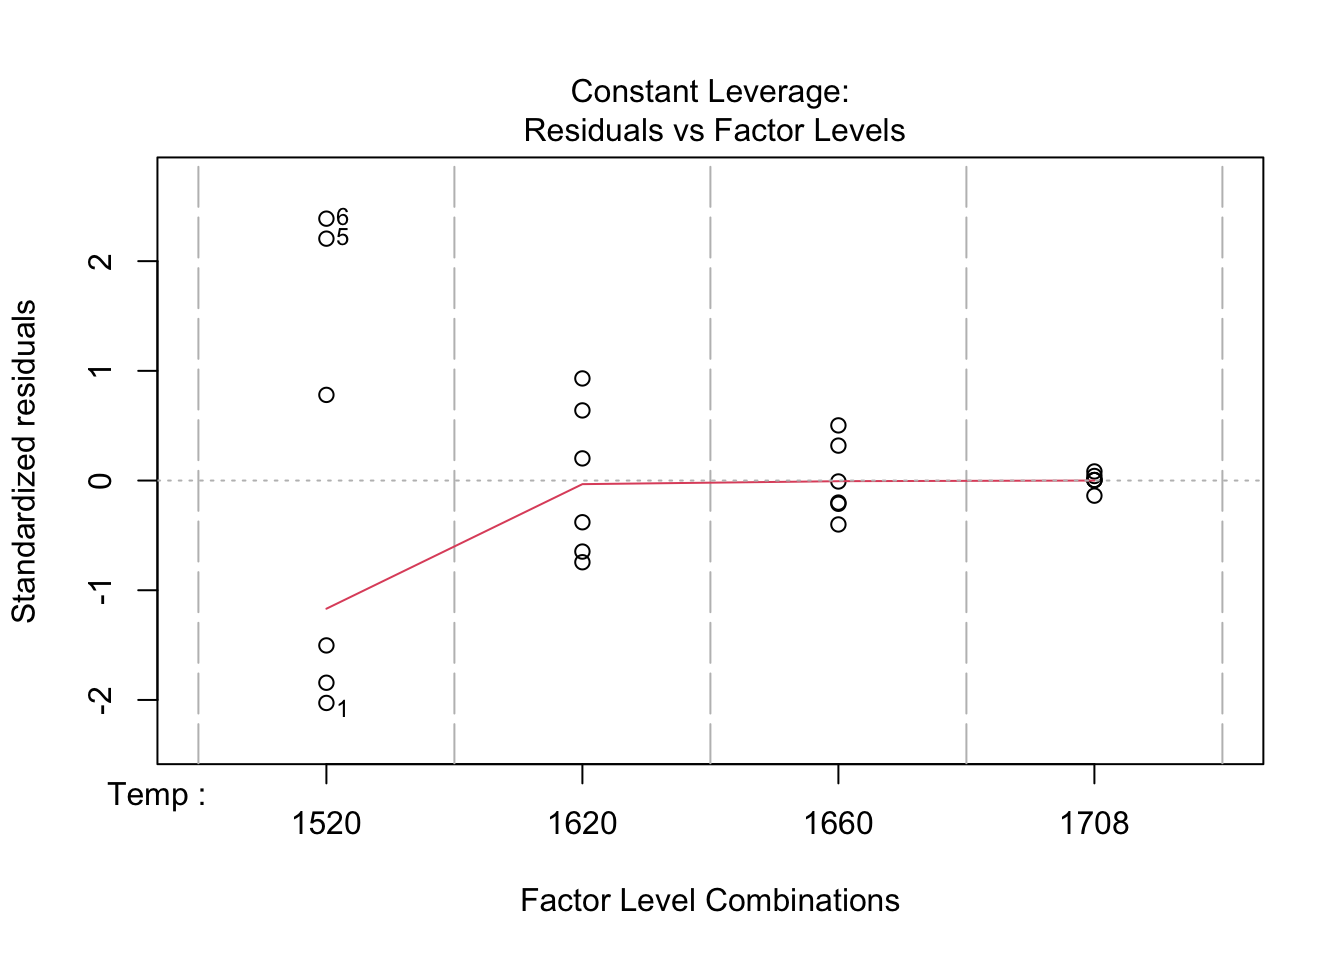 Constant Leverage:
Residuals vs Factor Levels
Standardized residuals
2
1
0
-1
-2
6
5
1
Temp :
1520 1620 1660 1708
Factor Level Combinations